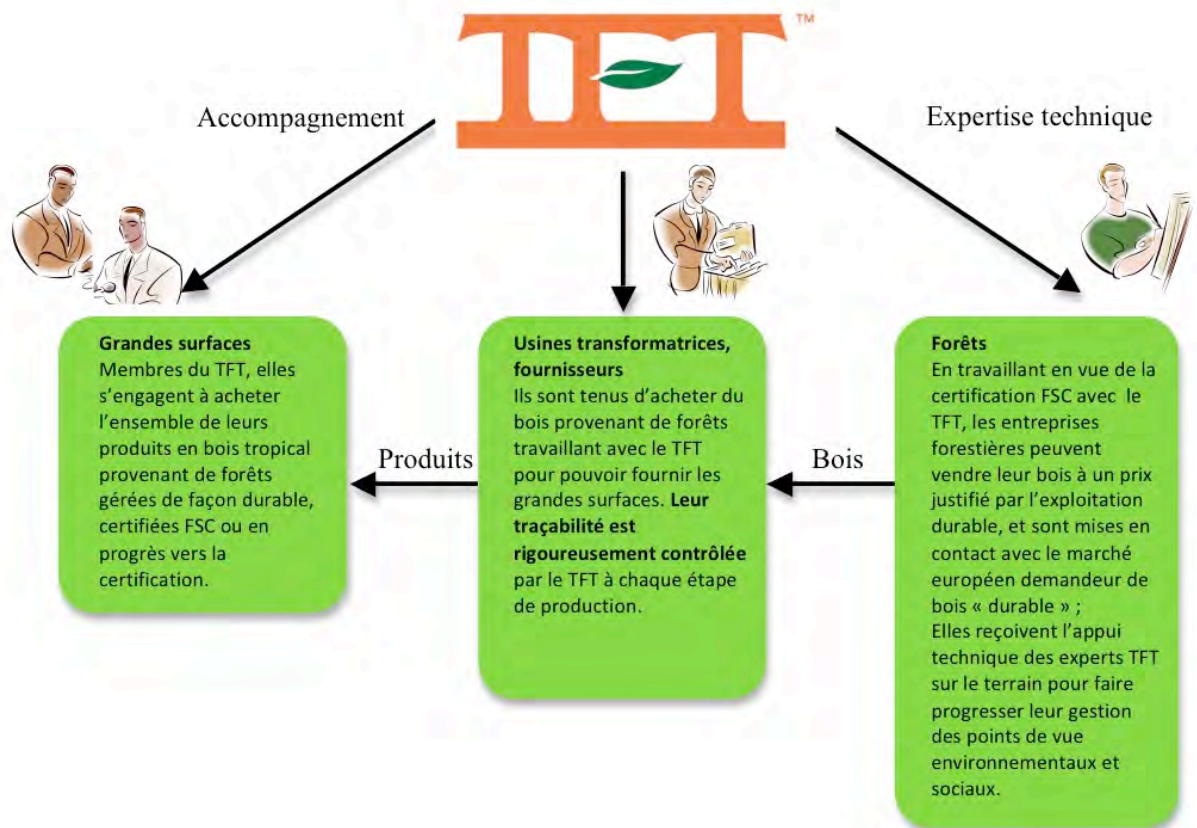 TFT™
Accompagnement
Expertise technique
Grandes surfaces
Membres du TFT, elles
s’engagent à acheter
l’ensemble de leurs
produits en bois tropical
provenant de forêts
gérées de façon durable,
certifiées FSC ou en
progrès vers la
certification.
Produits
Usines transformatrices,
fournisseurs
Ils sont tenus d’acheter du
bois provenant de forêts
travaillant avec le TFT
pour pouvoir fournir les
grandes surfaces. Leur
traçabilité est
rigoureusement contrôlée
par le TFT à chaque étape
de production.
Bois
Forêts
En travaillant en vue de la
certification FSC avec le
TFT, les entreprises
forestières peuvent
vendre leur bois à un prix
justifié par l’exploitation
durable, et sont mises en
contact avec le marché
européen demandeur de
bois « durable » ;
Elles reçoivent l’appui
technique des experts TFT
sur le terrain pour faire
progresser leur gestion
des points de vue
environnementaux et
sociaux.